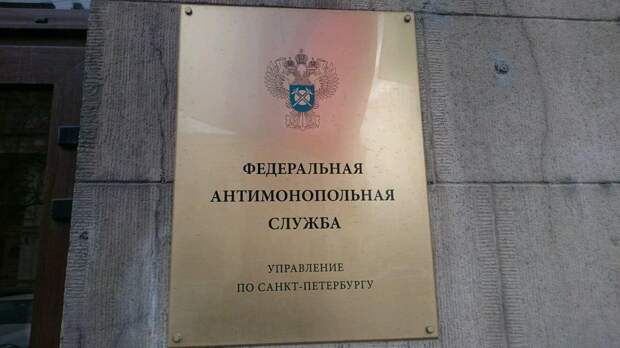 ФЕДЕРАЛЬНАЯ
АНТИМОНОПОЛЬНАЯ
СЛУЖБА
УПРАВЛЕНИЕ
ПО САНКТ-ПЕТЕРБУРГУ